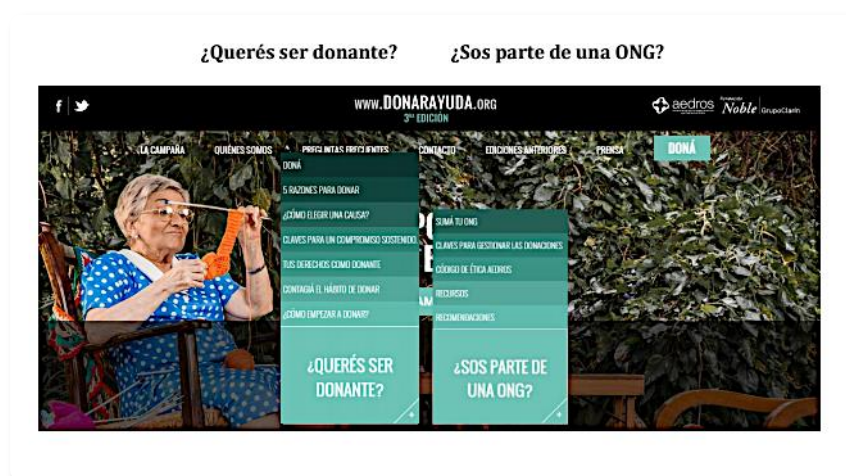 ¿Querés ser donante? ¿Sos parte de una ONG?
f
www.DONARAYUDA.ORG
3ra EDICIÓN
aedros
Fundación
Noble GrupoClarín
LA CAMPAÑA QUIÉNES SOMOS PREGUNTAS FRECUENTES CONTACTO EDICIONES ANTERIORES PRENSA DONÁ
DONÁ
5 RAZONES PARA DONAR
¿CÓMO ELEGIR UNA CAUSA?
CLAVES PARA UN COMPROMISO SOSTENIDO
TUS DERECHOS COMO DONANTE
CONTAGIÁ EL HÁBITO DE DONAR
¿CÓMO EMPEZAR A DONAR?
¿QUERÉS SER
DONANTE?
+
SUMÁ TU ONG
CLAVES PARA GESTIONAR LAS DONACIONES
CÓDIGO DE ÉTICA AEDROS
RECURSOS
RECOMENDACIONES
¿SOS PARTE DE
UNA ONG?
+